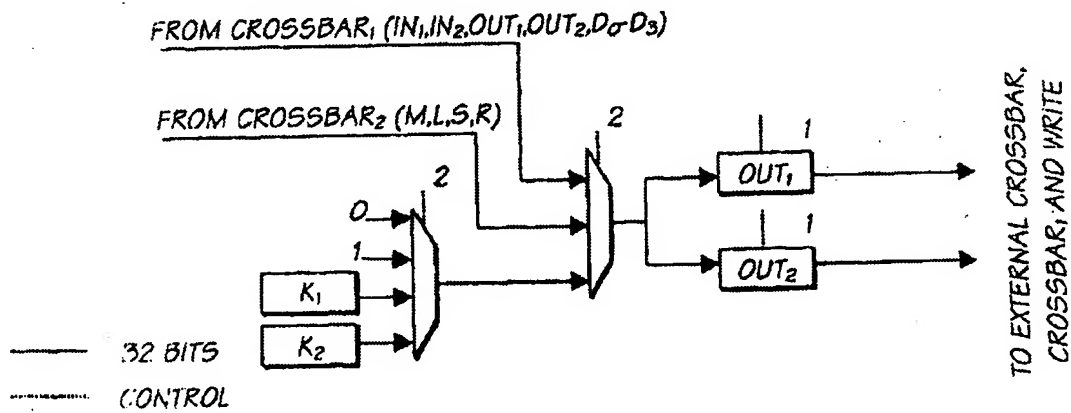 FROM CROSSBAR₁ (IN₁,IN₂,OUT₁,OUT₂,D₀-D₃)
FROM CROSSBAR₂ (M,L,S,R)
2
2
1
OUT₁
0
1
1
OUT₂
K₁
K₂
32 BITS
CONTROL
TO EXTERNAL CROSSBAR,
CROSSBAR₁ AND WRITE